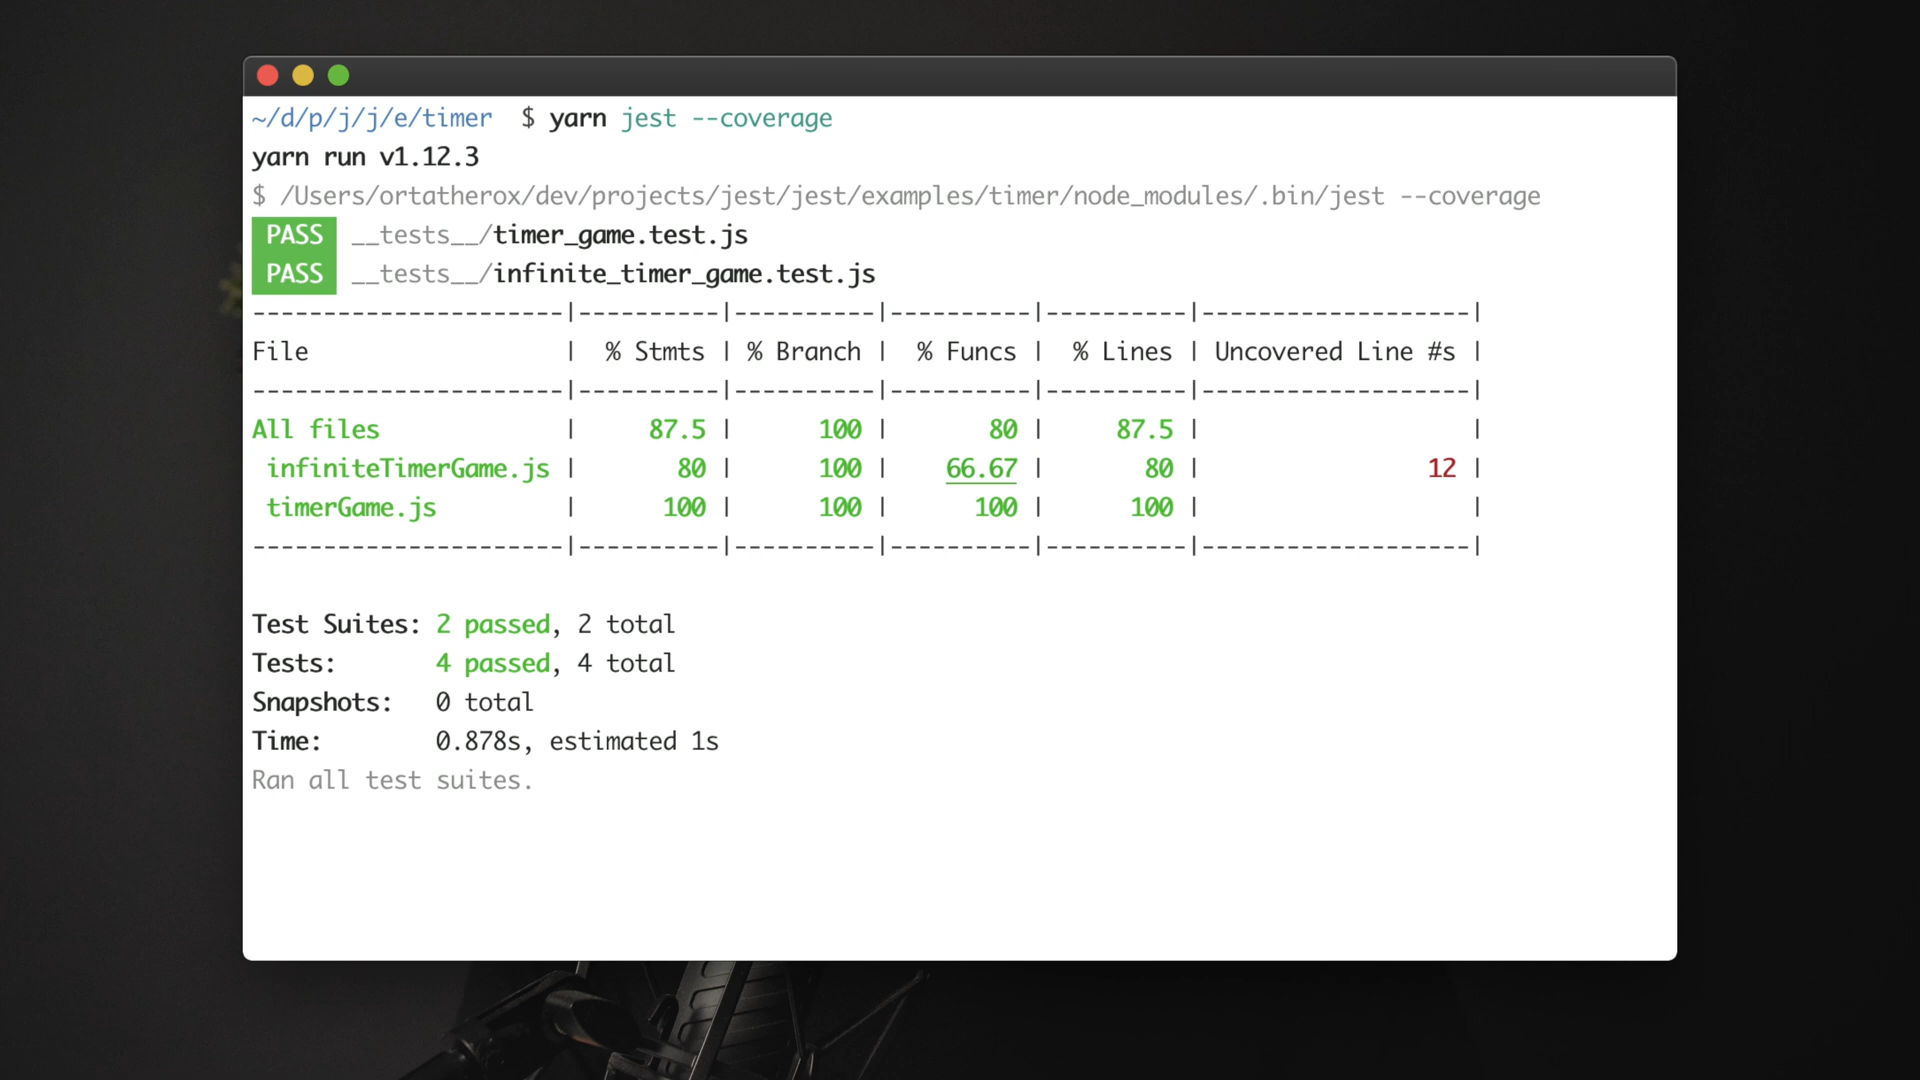 ~/d/p/j/j/e/timer  $ yarn jest --coverage
yarn run v1.12.3
$ /Users/ortatherox/dev/projects/jest/jest/examples/timer/node_modules/.bin/jest --coverage
 PASS  __tests__/timer_game.test.js
 PASS  __tests__/infinite_timer_game.test.js
----------------------|----------|----------|----------|----------|-------------------|
File                  |  % Stmts | % Branch |  % Funcs |  % Lines | Uncovered Line #s |
----------------------|----------|----------|----------|----------|-------------------|
All files             |     87.5 |      100 |       80 |     87.5 |                   |
 infiniteTimerGame.js |       80 |      100 |    66.67 |       80 |                12 |
 timerGame.js         |      100 |      100 |      100 |      100 |                   |
----------------------|----------|----------|----------|----------|-------------------|
Test Suites: 2 passed, 2 total
Tests:       4 passed, 4 total
Snapshots:   0 total
Time:        0.878s, estimated 1s
Ran all test suites.